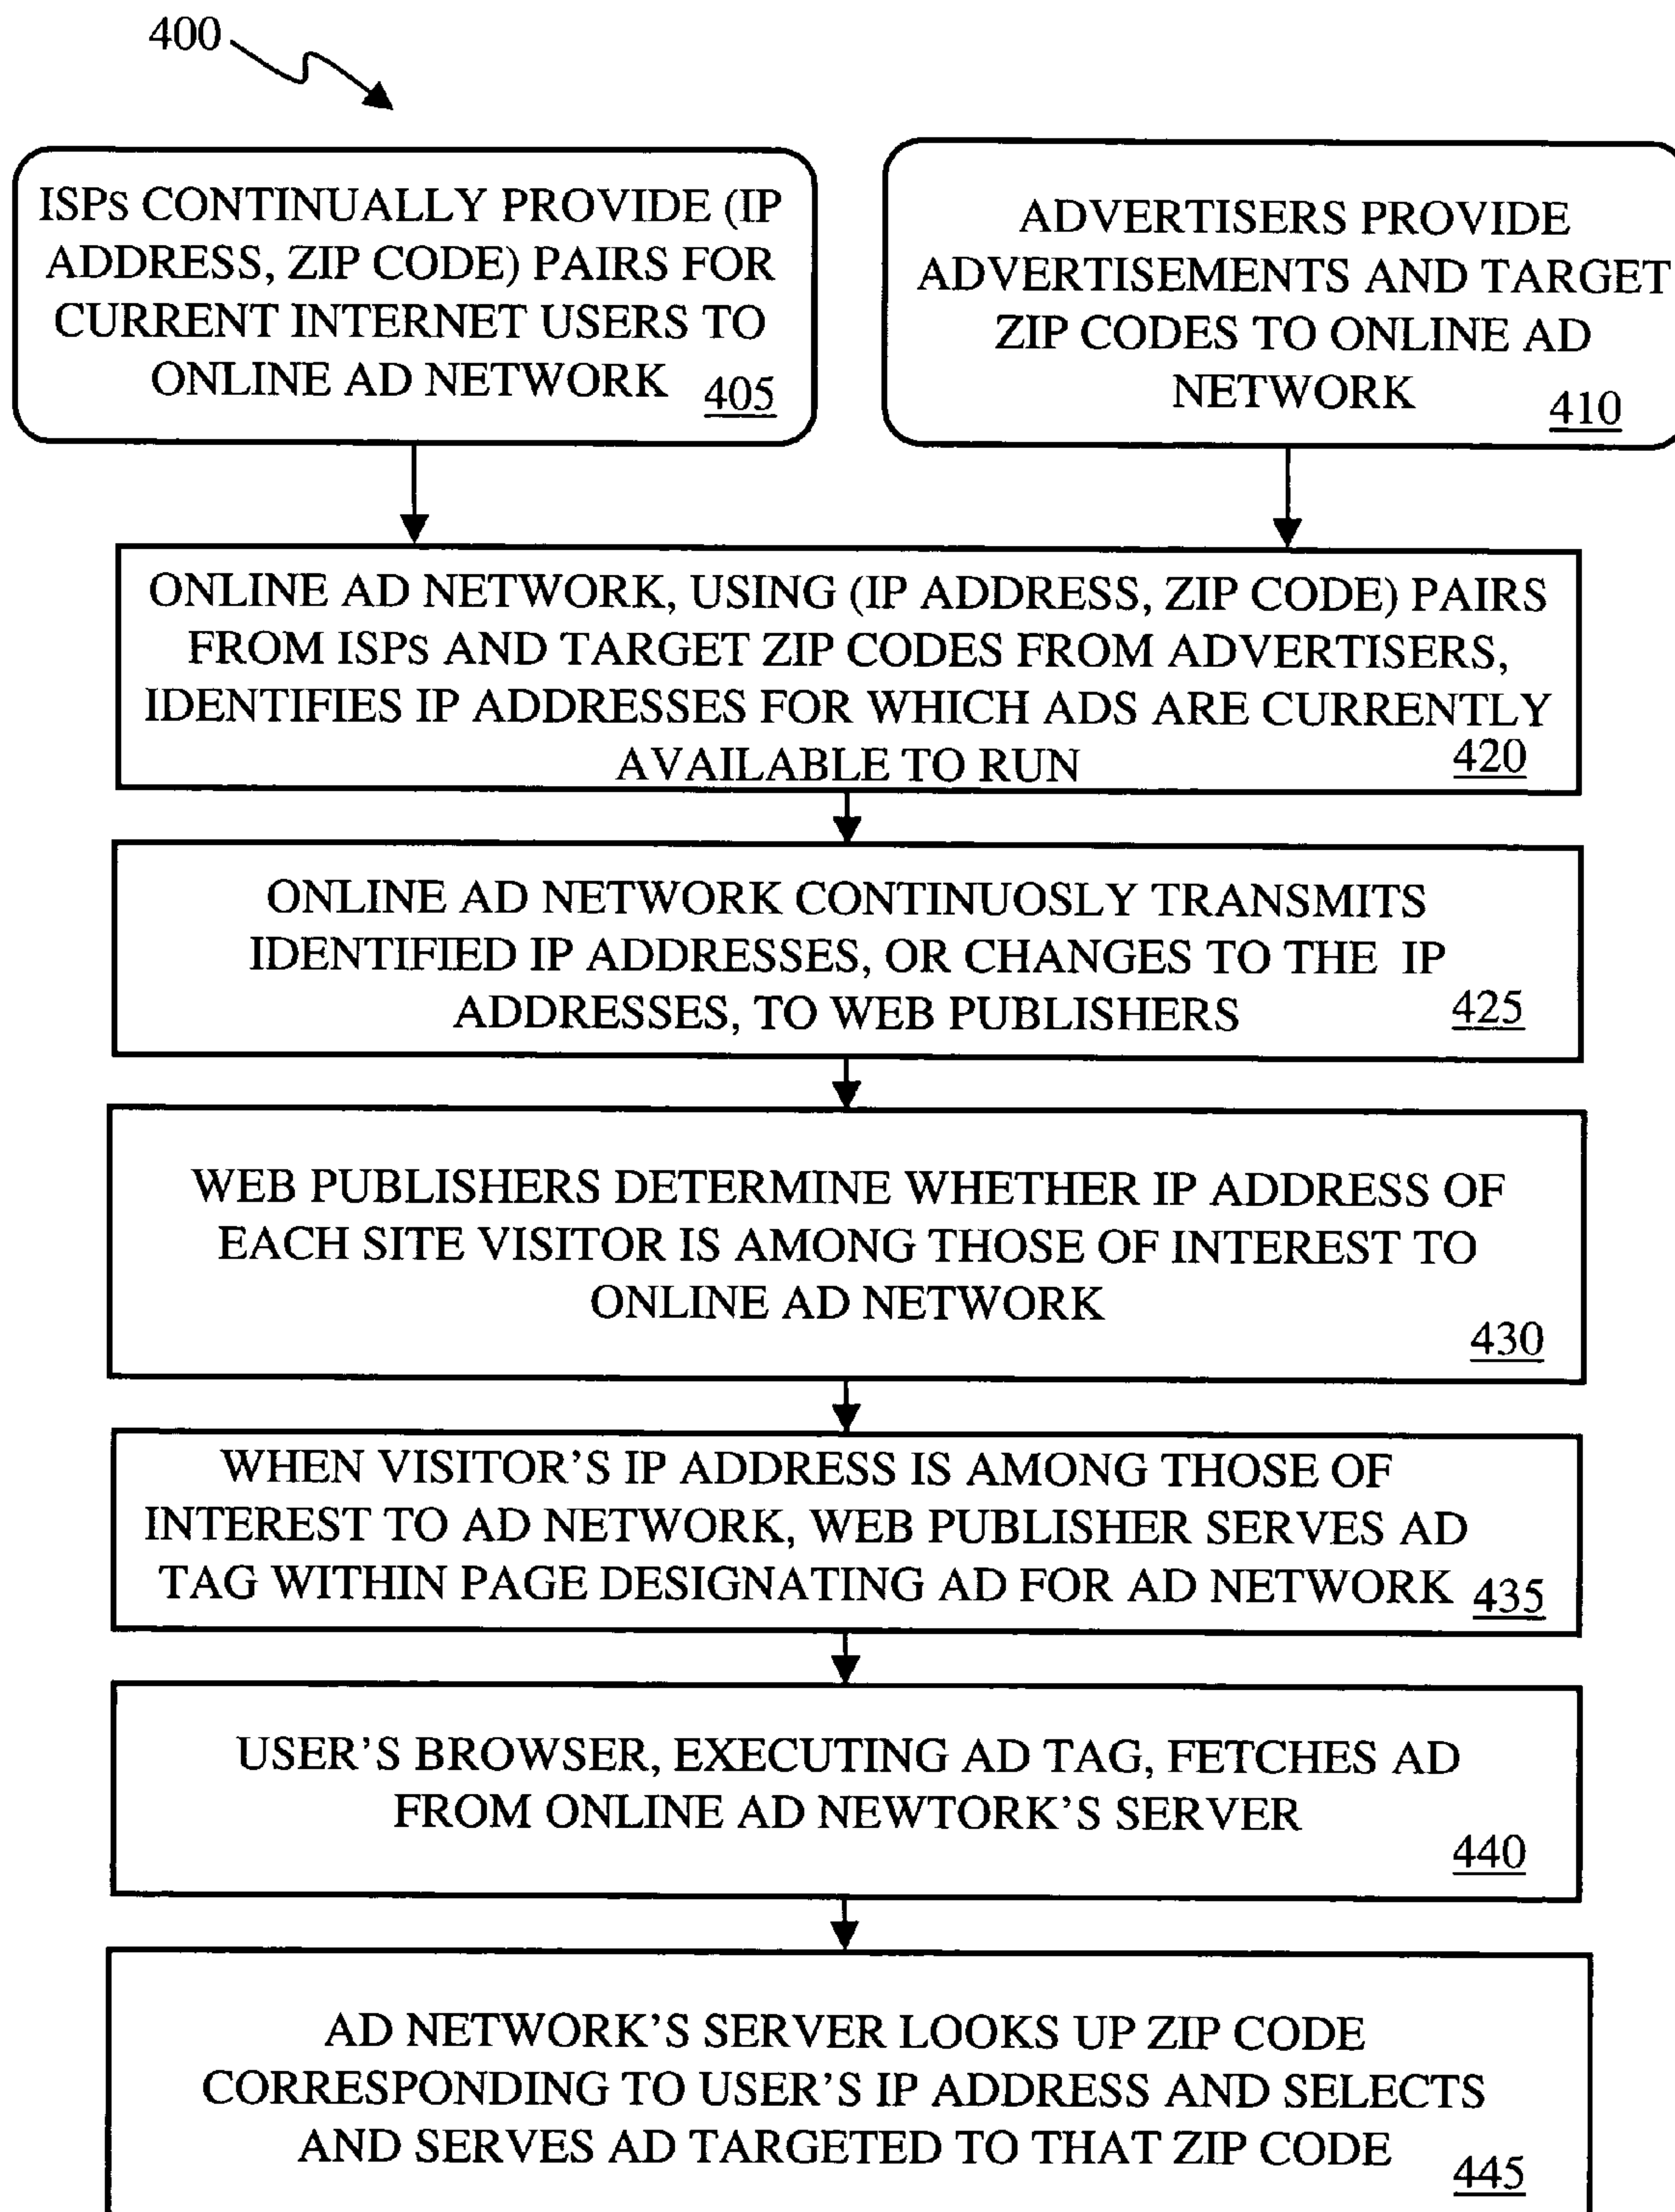 400
ISPs CONTINUALLY PROVIDE (IP
ADDRESS, ZIP CODE) PAIRS FOR
CURRENT INTERNET USERS TO
ONLINE AD NETWORK 405
ADVERTISERS PROVIDE
ADVERTISEMENTS AND TARGET
ZIP CODES TO ONLINE AD
NETWORK 410
ONLINE AD NETWORK, USING (IP ADDRESS, ZIP CODE) PAIRS
FROM ISPs AND TARGET ZIP CODES FROM ADVERTISERS,
IDENTIFIES IP ADDRESSES FOR WHICH ADS ARE CURRENTLY
AVAILABLE TO RUN 420
ONLINE AD NETWORK CONTINUOSLY TRANSMITS
IDENTIFIED IP ADDRESSES, OR CHANGES TO THE IP
ADDRESSES, TO WEB PUBLISHERS 425
WEB PUBLISHERS DETERMINE WHETHER IP ADDRESS OF
EACH SITE VISITOR IS AMONG THOSE OF INTEREST TO
ONLINE AD NETWORK
430
WHEN VISITOR'S IP ADDRESS IS AMONG THOSE OF
INTEREST TO AD NETWORK, WEB PUBLISHER SERVES AD
TAG WITHIN PAGE DESIGNATING AD FOR AD NETWORK 435
USER'S BROWSER, EXECUTING AD TAG, FETCHES AD
FROM ONLINE AD NEWTORK'S SERVER
440
AD NETWORK'S SERVER LOOKS UP ZIP CODE
CORRESPONDING TO USER'S IP ADDRESS AND SELECTS
AND SERVES AD TARGETED TO THAT ZIP CODE
445